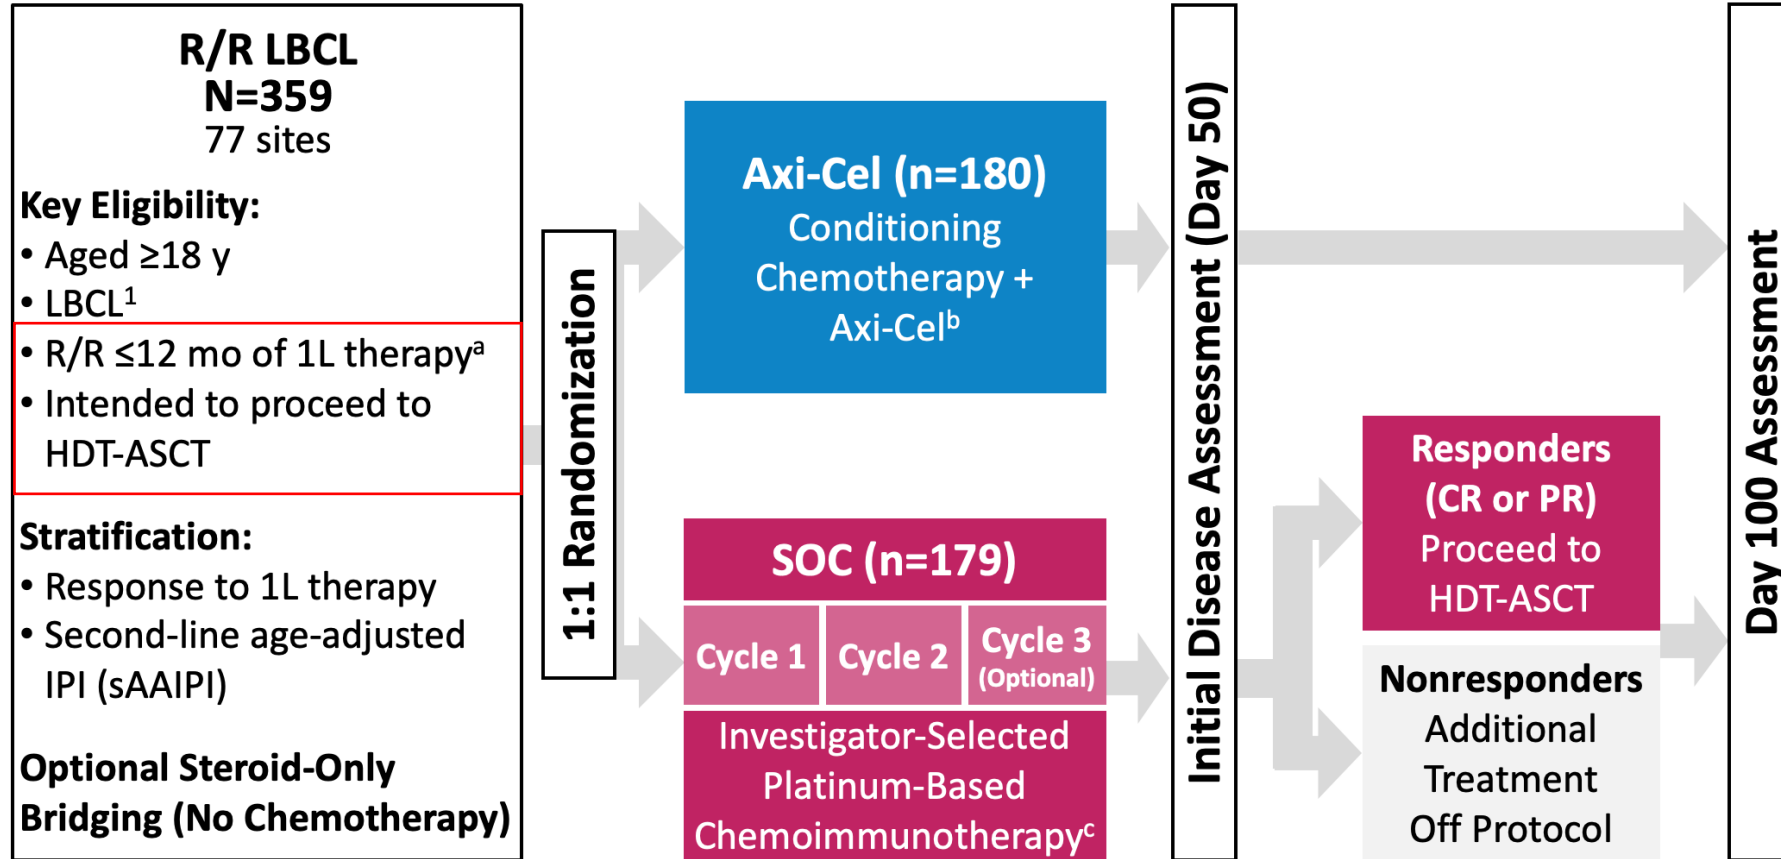 R/R LBCL
N=359
77 sites
Key Eligibility:
• Aged ≥18 y
• LBCL¹
• R/R ≤12 mo of 1L therapyᵃ
• Intended to proceed to
HDT-ASCT
Stratification:
• Response to 1L therapy
• Second-line age-adjusted
IPI (sAAIPI)
Optional Steroid-Only
Bridging (No Chemotherapy)
1:1 Randomization
Axi-Cel (n=180)
Conditioning
Chemotherapy +
Axi-Celᵇ
SOC (n=179)
Cycle 1
Cycle 2
Cycle 3
(Optional)
Investigator-Selected
Platinum-Based
Chemoimmunotherapyᶜ
Initial Disease Assessment (Day 50)
Responders
(CR or PR)
Proceed to
HDT-ASCT
Nonresponders
Additional
Treatment
Off Protocol
Day 100 Assessment